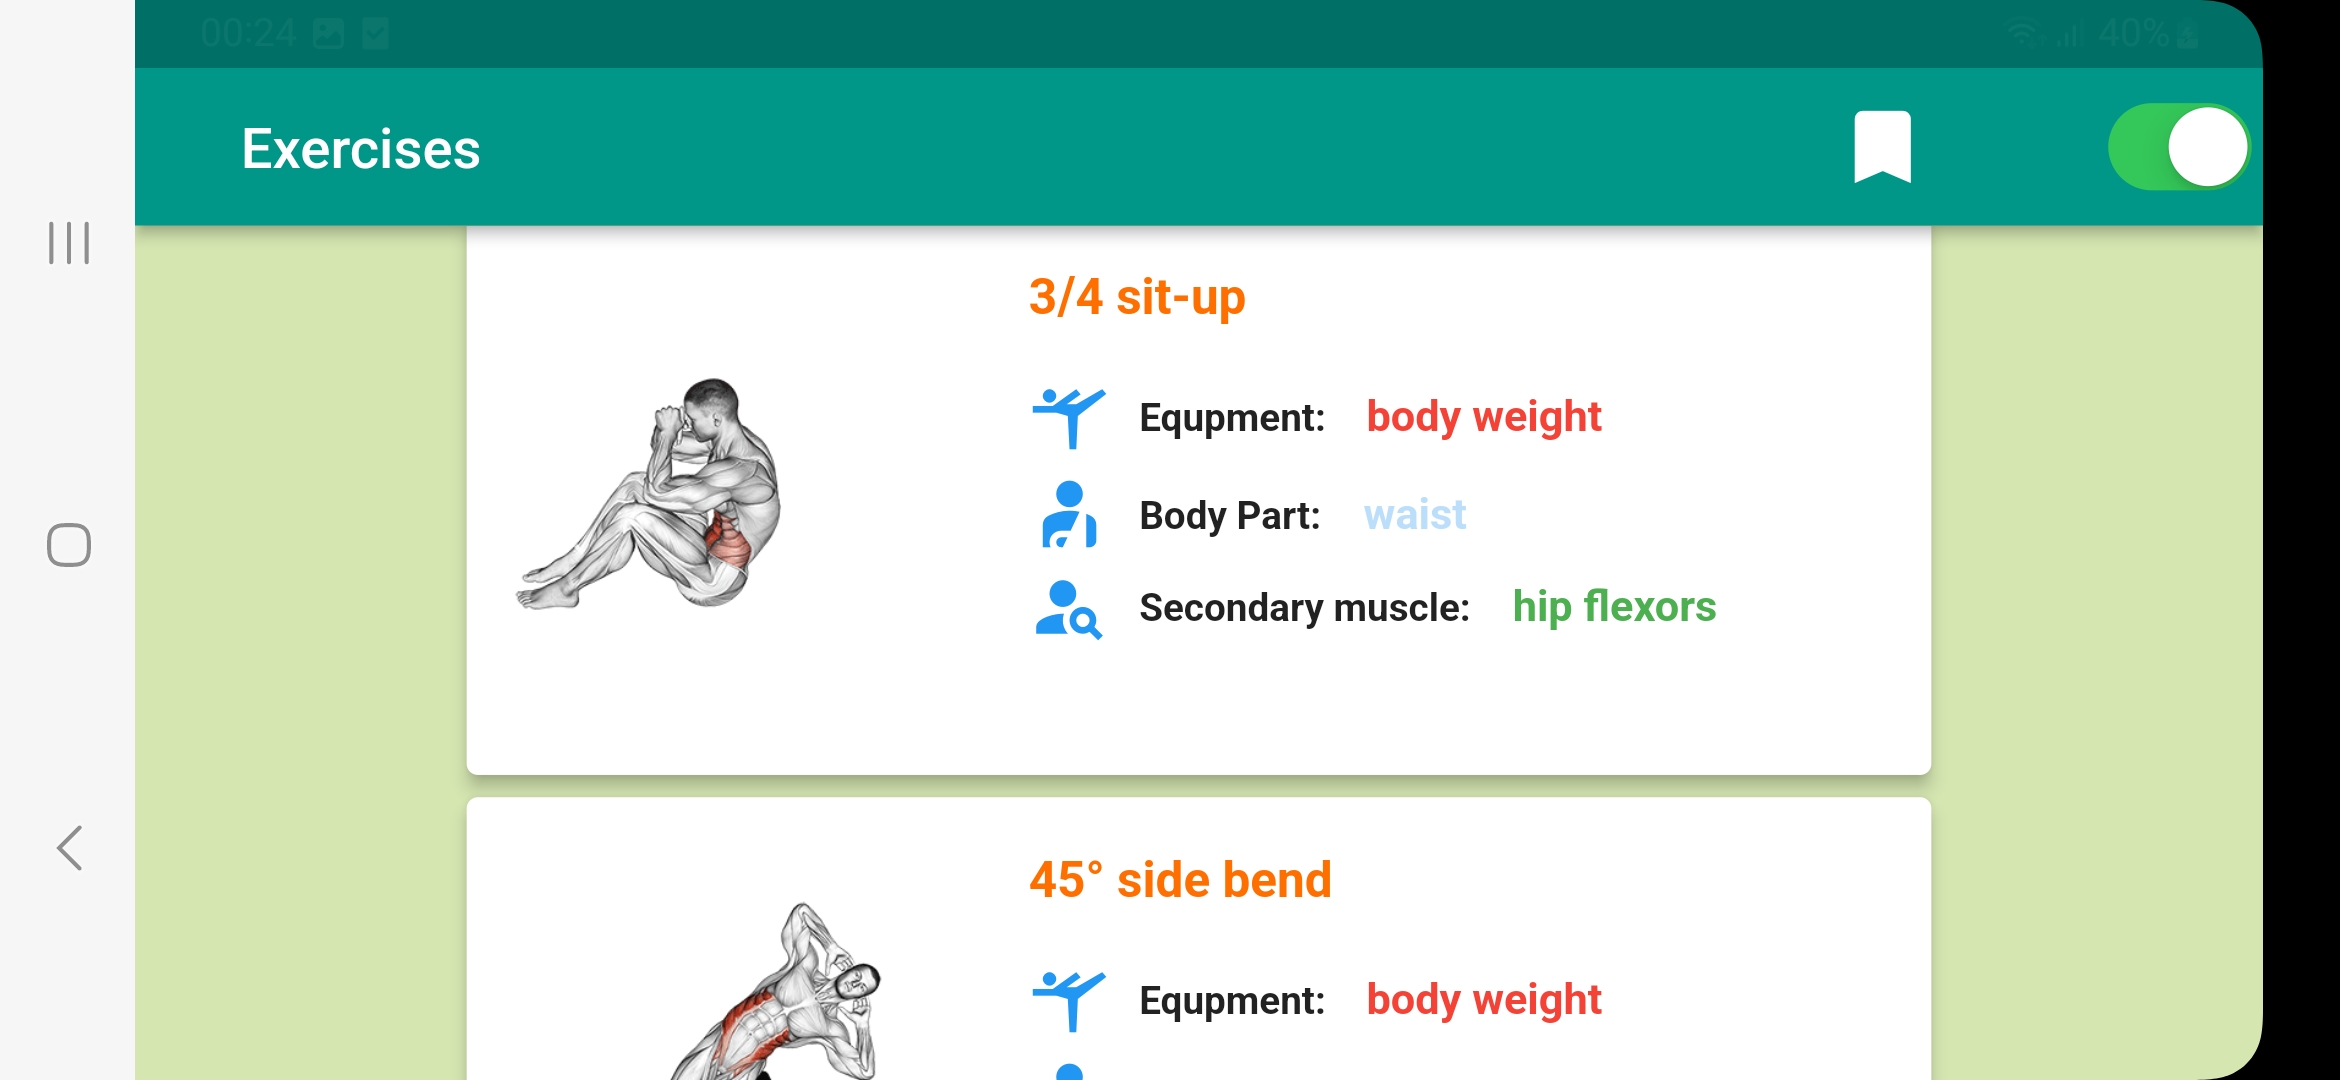 00:24 40%
Exercises
3/4 sit-up
Equpment: body weight
Body Part: waist
Secondary muscle: hip flexors
45° side bend
Equpment: body weight